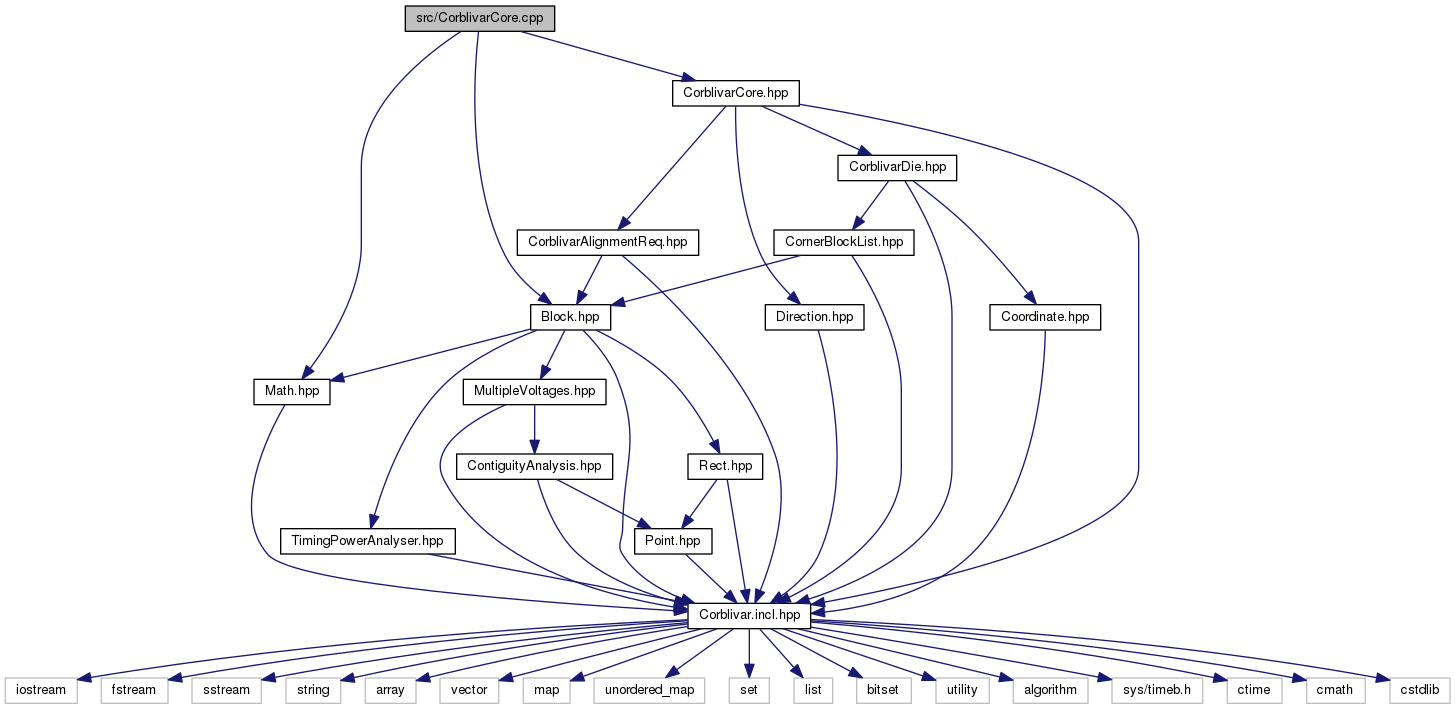 src/CorblivarCore.cpp
CorblivarCore.hpp
CorblivarDie.hpp
CorblivarAlignmentReq.hpp
CornerBlockList.hpp
Block.hpp
Direction.hpp
Coordinate.hpp
Math.hpp
MultipleVoltages.hpp
ContiguityAnalysis.hpp
Rect.hpp
TimingPowerAnalyser.hpp
Point.hpp
Corblivar.incl.hpp
iostream
fstream
sstream
string
array
vector
map
unordered_map
set
list
bitset
utility
algorithm
sys/timeb.h
ctime
cmath
cstdlib